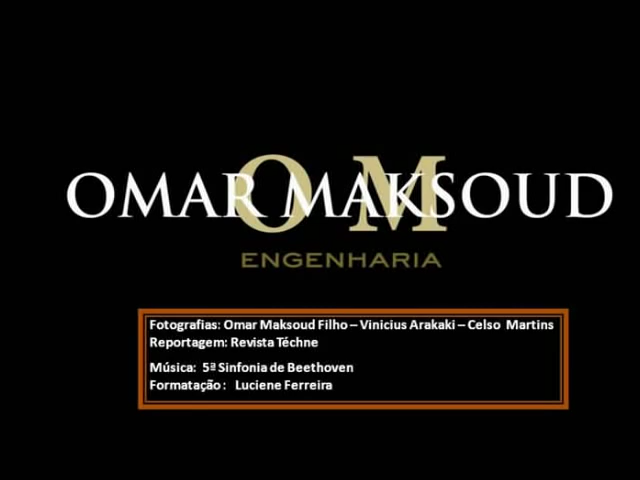 O M
OMAR MAKSOUD
ENGENHARIA
Fotografias: Omar Maksoud Filho – Vinicius Arakaki – Celso Martins
Reportagem: Revista Téchne
Música: 5ª Sinfonia de Beethoven
Formatação : Luciene Ferreira